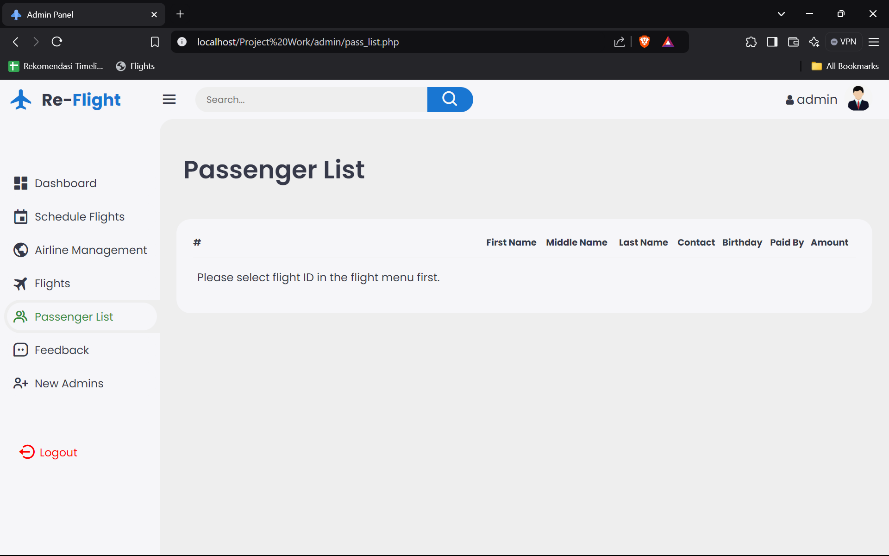 Admin Panel
localhost/Project%20Work/admin/pass_list.php
VPN
Rekomendasi Timeli...
Flights
All Bookmarks
Re-Flight
Search...
admin
Passenger List
Dashboard
Schedule Flights
Airline Management
Flights
Passenger List
Feedback
New Admins
Logout
# First Name Middle Name Last Name Contact Birthday Paid By Amount
Please select flight ID in the flight menu first.